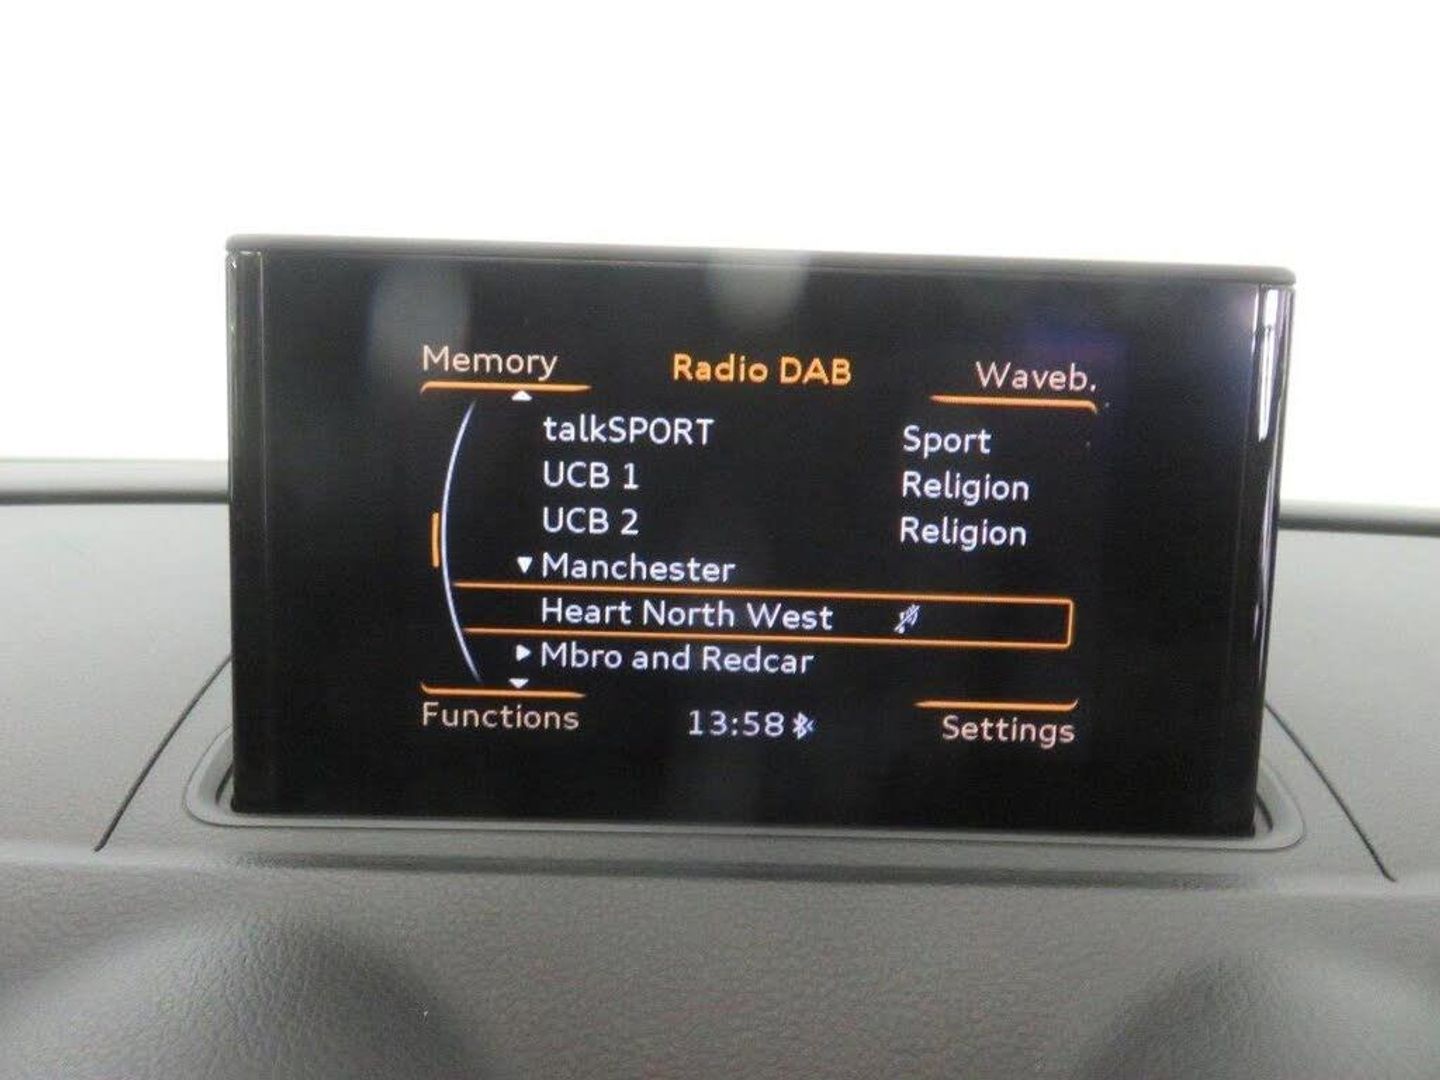 Memory Radio DAB Waveb.
talkSPORT Sport
UCB 1 Religion
UCB 2 Religion
Manchester
Heart North West
Mbro and Redcar
Functions 13:58 Settings